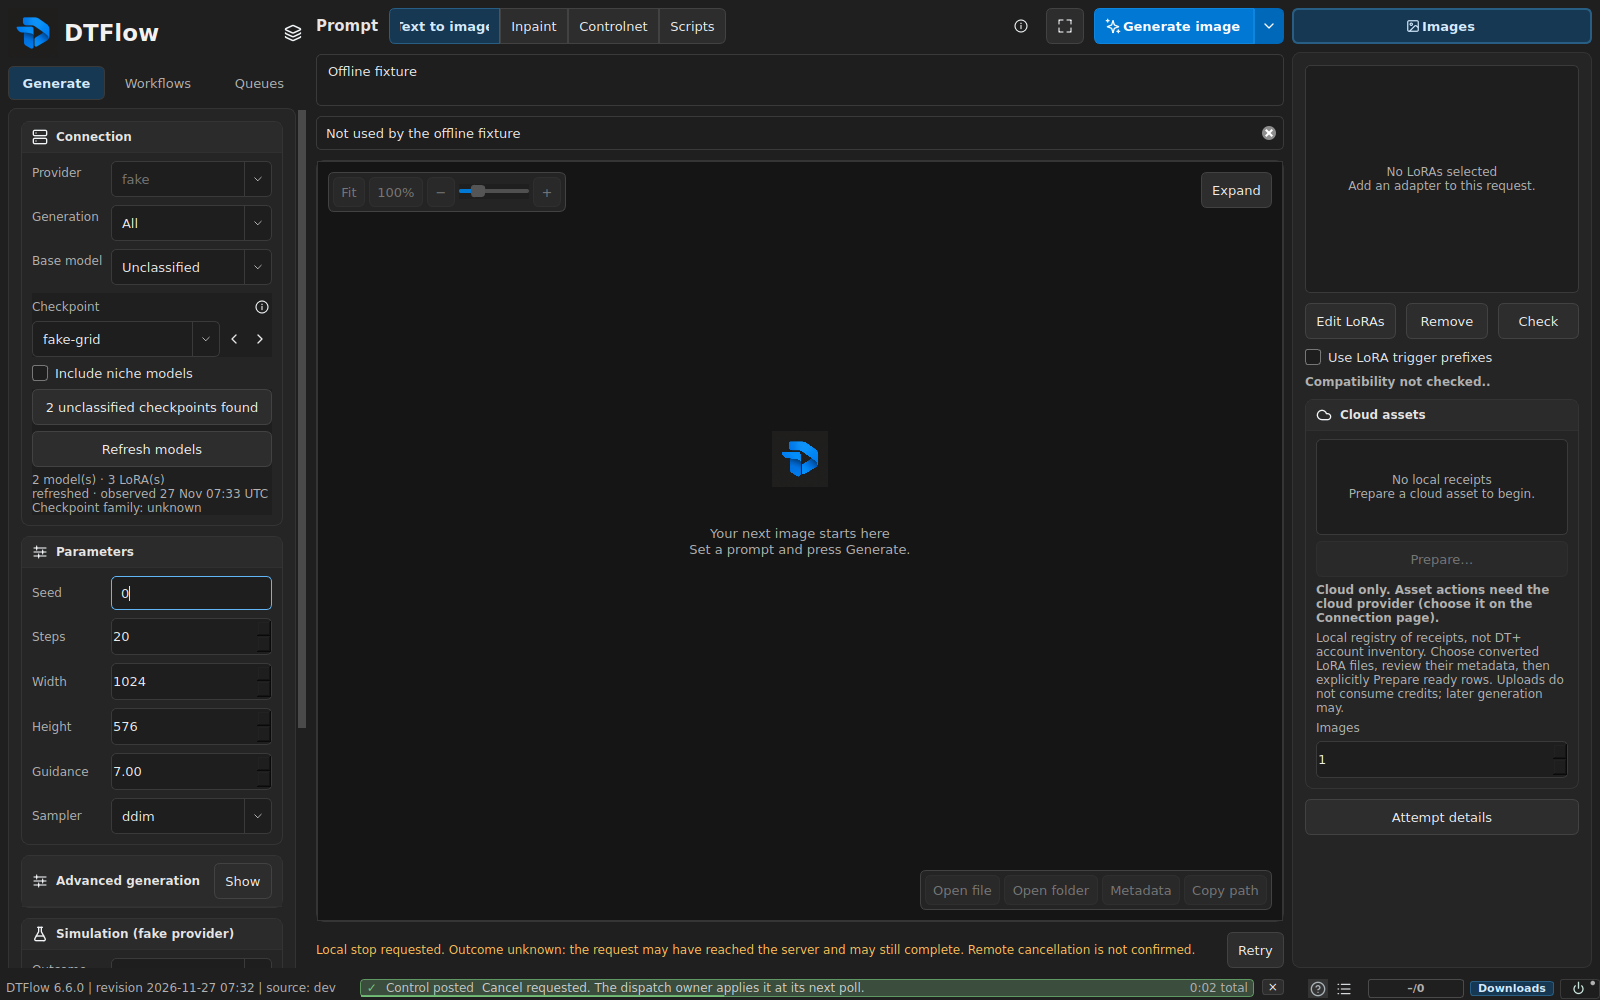 DTFlow
Generate
Workflows
Queues
Connection
Provider
fake
Generation
All
Base model
Unclassified
Checkpoint
fake-grid
Include niche models
2 unclassified checkpoints found
Refresh models
2 model(s) · 3 LoRA(s)
refreshed · observed 27 Nov 07:33 UTC
Checkpoint family: unknown
Parameters
Seed
0
Steps
20
Width
1024
Height
576
Guidance
7.00
Sampler
ddim
Advanced generation
Show
Simulation (fake provider)
Prompt
Text to image
Inpaint
Controlnet
Scripts
Generate image
Offline fixture
Not used by the offline fixture
Fit
100%
−
+
Expand
Your next image starts here
Set a prompt and press Generate.
Open file
Open folder
Metadata
Copy path
Local stop requested. Outcome unknown: the request may have reached the server and may still complete. Remote cancellation is not confirmed.
Retry
Images
No LoRAs selected
Add an adapter to this request.
Edit LoRAs
Remove
Check
Use LoRA trigger prefixes
Compatibility not checked..
Cloud assets
No local receipts
Prepare a cloud asset to begin.
Prepare...
Cloud only. Asset actions need the
cloud provider (choose it on the
Connection page).
Local registry of receipts, not DT+
account inventory. Choose converted
LoRA files, review their metadata, then
explicitly Prepare ready rows. Uploads do
not consume credits; later generation
may.
Images
1
Attempt details
DTFlow 6.6.0 | revision 2026-11-27 07:32 | source: dev
✓ Control posted Cancel requested. The dispatch owner applies it at its next poll.
0:02 total
–/0
Downloads